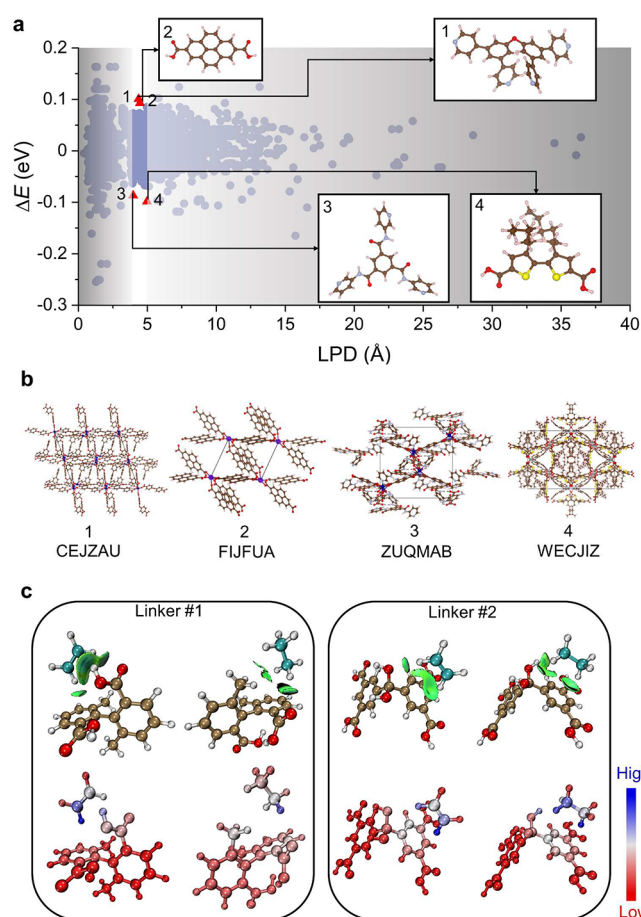 a
0.2
0.1
0
-0.1
-0.2
-0.3
ΔE (eV)
2
1
1
2
3
4
3
4
0 5 10 15 20 25 30 35 40
LPD (Å)
b
1
CEJZAU
2
FIJFUA
3
ZUQMAB
4
WECJIZ
c
Linker #1
Linker #2
Hig
Low